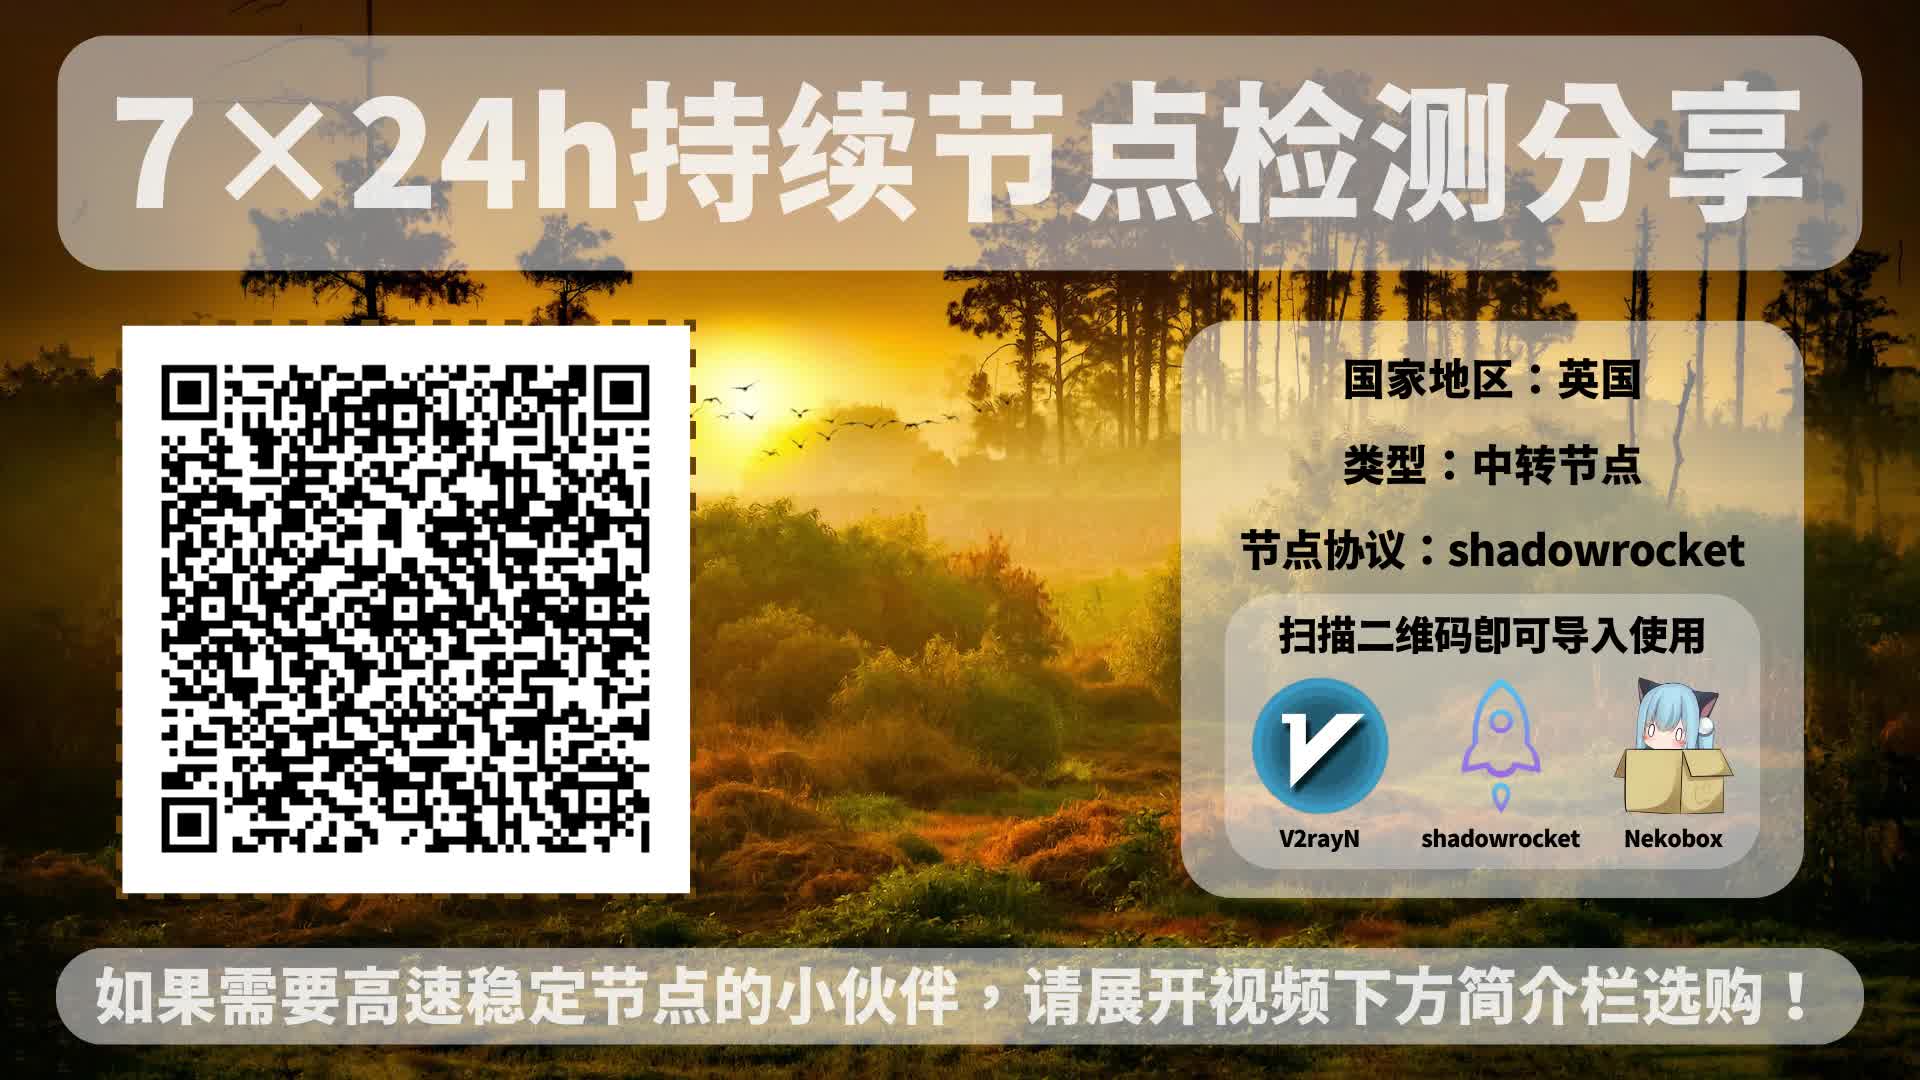 7×24h持续节点检测分享
国家地区：英国
类型：中转节点
节点协议：shadowrocket
扫描二维码即可导入使用
V2rayN
shadowrocket
Nekobox
如果需要高速稳定节点的小伙伴，请展开视频下方简介栏选购！